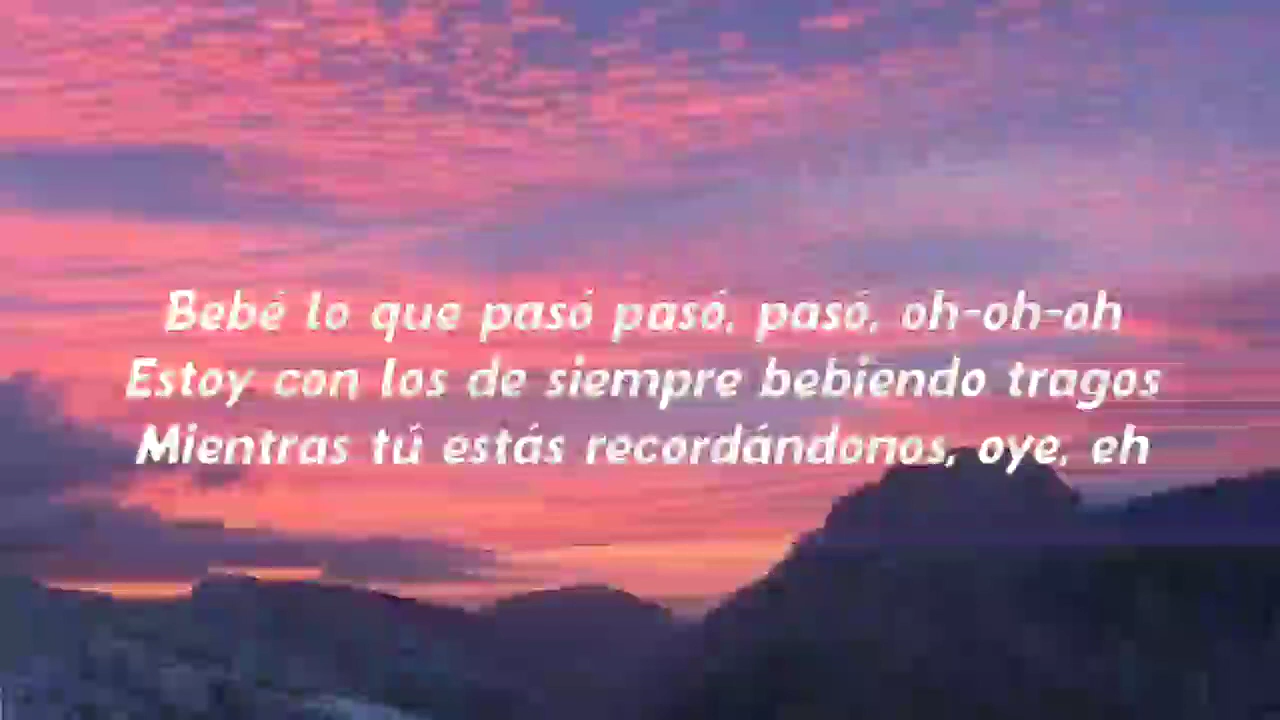 Bebé lo que pasó pasó, pasó, oh-oh-oh
Estoy con los de siempre bebiendo tragos
Mientras tú estás recordándonos, oye, eh